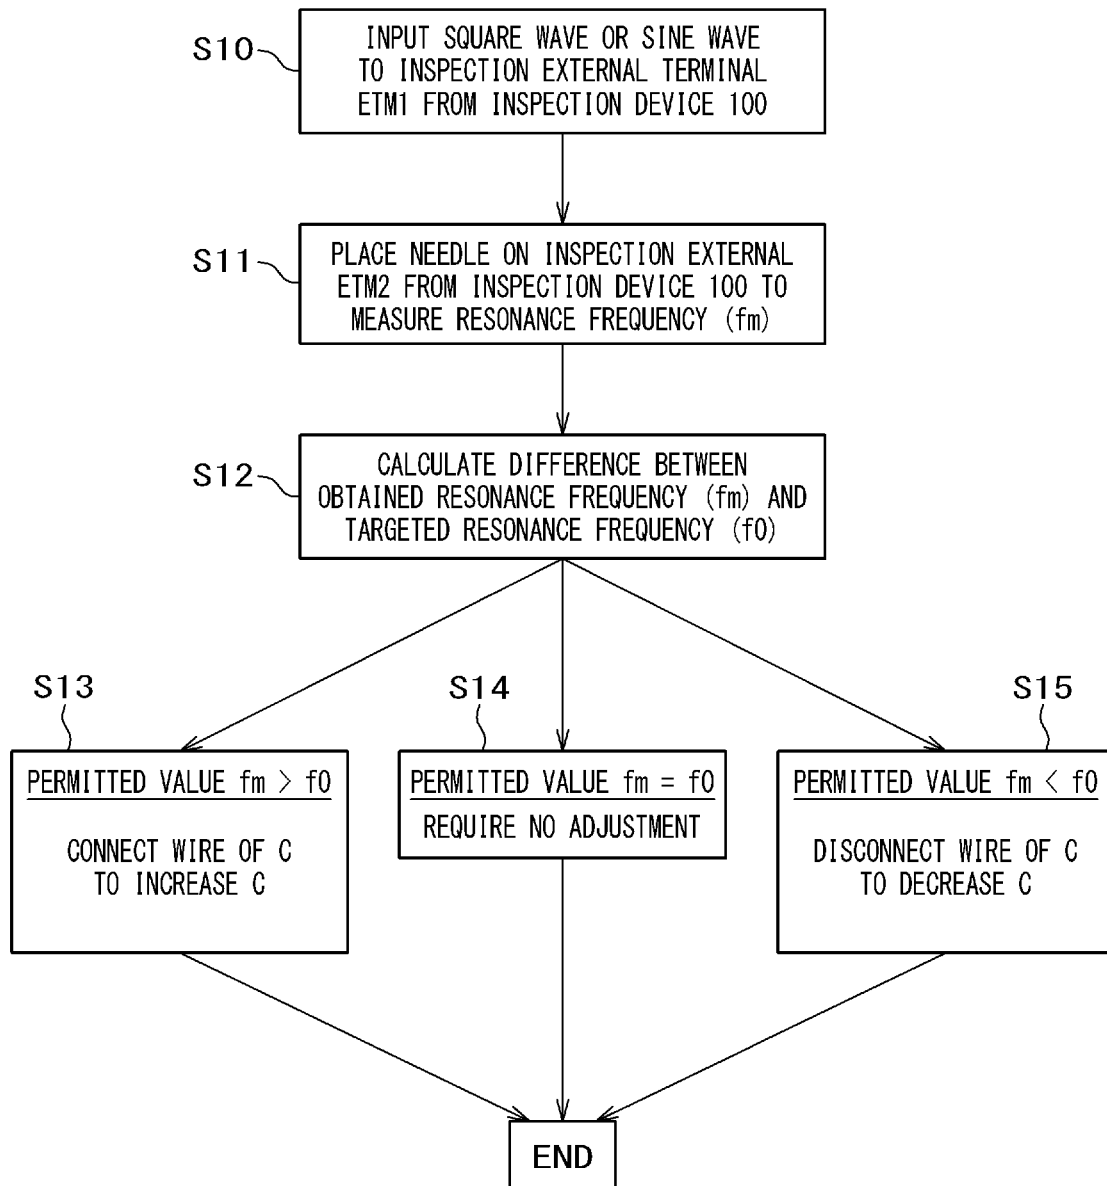 S10
INPUT SQUARE WAVE OR SINE WAVE
TO INSPECTION EXTERNAL TERMINAL
ETM1 FROM INSPECTION DEVICE 100
S11
PLACE NEEDLE ON INSPECTION EXTERNAL
ETM2 FROM INSPECTION DEVICE 100 TO
MEASURE RESONANCE FREQUENCY (fm)
S12
CALCULATE DIFFERENCE BETWEEN
OBTAINED RESONANCE FREQUENCY (fm) AND
TARGETED RESONANCE FREQUENCY (f0)
S13
PERMITTED VALUE fm > f0
CONNECT WIRE OF C
TO INCREASE C
S14
PERMITTED VALUE fm = f0
REQUIRE NO ADJUSTMENT
S15
PERMITTED VALUE fm < f0
DISCONNECT WIRE OF C
TO DECREASE C
END